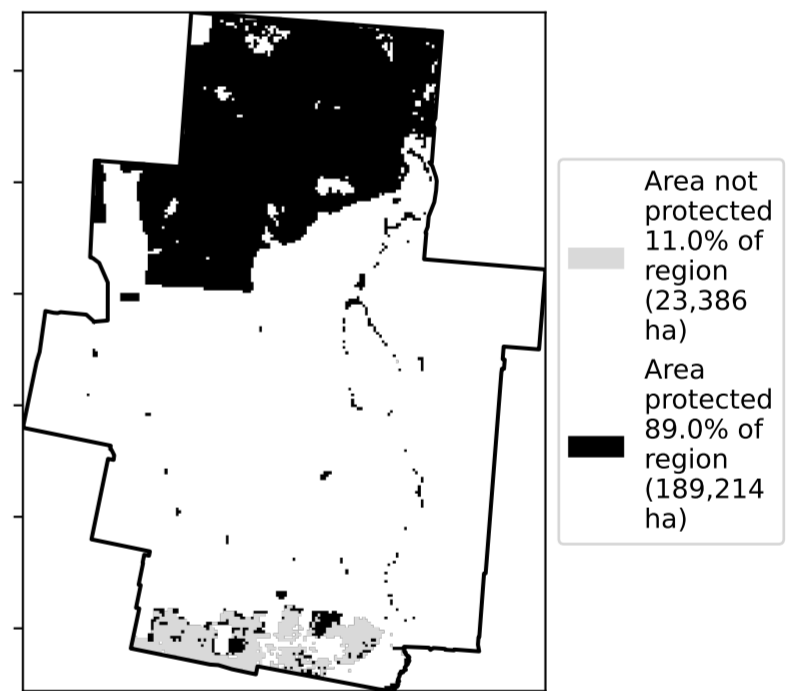 Area not
protected
11.0% of
region
(23,386
ha)
Area
protected
89.0% of
region
(189,214
ha)